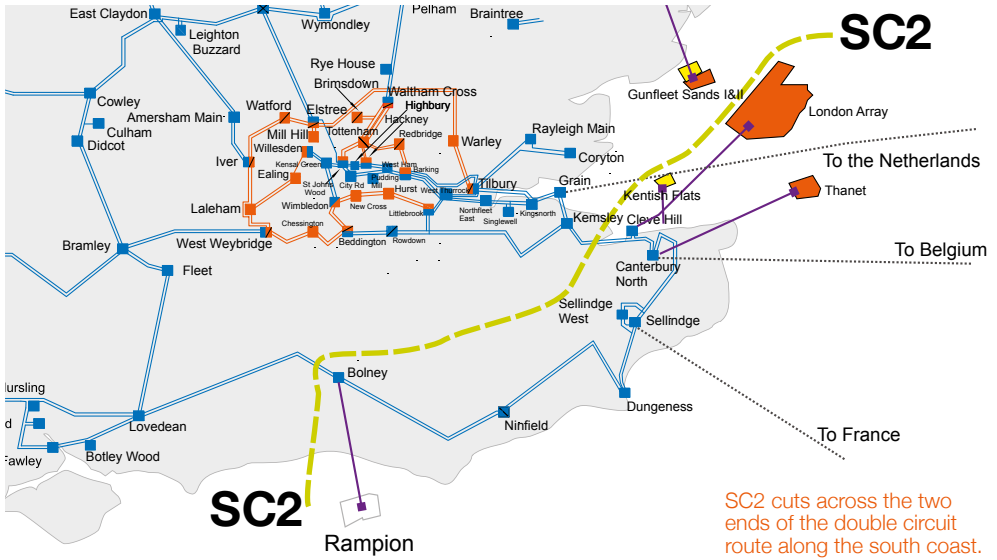 East Claydon
Leighton
Buzzard
Wymondley
Pelham
Braintree
SC2
Rye House
Brimsdown
Waltham Cross
Gunfleet Sands I&II
London Array
Cowley
Culham
Didcot
Amersham Main
Watford
Elstree
Highbury
Hackney
Tottenham
Redbridge
Mill Hill
Willesden
Warley
Rayleigh Main
Coryton
To the Netherlands
Iver
Ealing
Kensal Green
St Johns
Wood
City Rd
West Ham
Pudding
Mill
Barking
Hurst
West Thurrock
Tilbury
Grain
Kentish Flats
Thanet
Laleham
Wimbledon
New Cross
Littlebrook
Northfleet
East
Singlewell
Kingsnorth
Kemsley
Cleve Hill
Chessington
Beddington
Rowdown
Bramley
West Weybridge
Canterbury
North
To Belgium
Fleet
Sellindge
West
Sellindge
Bolney
Dungeness
ursling
d
Lovedean
Ninfield
To France
Fawley
Botley Wood
SC2
Rampion
SC2 cuts across the two
ends of the double circuit
route along the south coast.